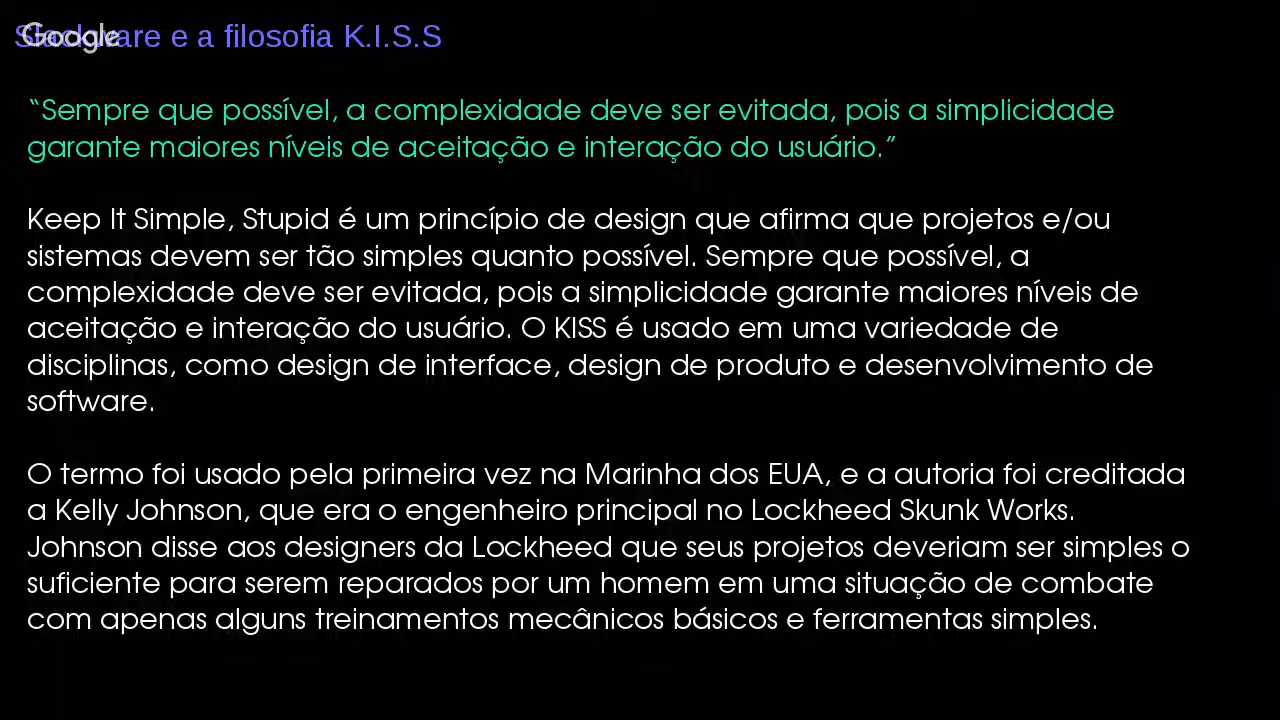 Slackware e a filosofia K.I.S.S
Google
“Sempre que possível, a complexidade deve ser evitada, pois a simplicidade
garante maiores níveis de aceitação e interação do usuário.”
Keep It Simple, Stupid é um princípio de design que afirma que projetos e/ou
sistemas devem ser tão simples quanto possível. Sempre que possível, a
complexidade deve ser evitada, pois a simplicidade garante maiores níveis de
aceitação e interação do usuário. O KISS é usado em uma variedade de
disciplinas, como design de interface, design de produto e desenvolvimento de
software.
O termo foi usado pela primeira vez na Marinha dos EUA, e a autoria foi creditada
a Kelly Johnson, que era o engenheiro principal no Lockheed Skunk Works.
Johnson disse aos designers da Lockheed que seus projetos deveriam ser simples o
suficiente para serem reparados por um homem em uma situação de combate
com apenas alguns treinamentos mecânicos básicos e ferramentas simples.